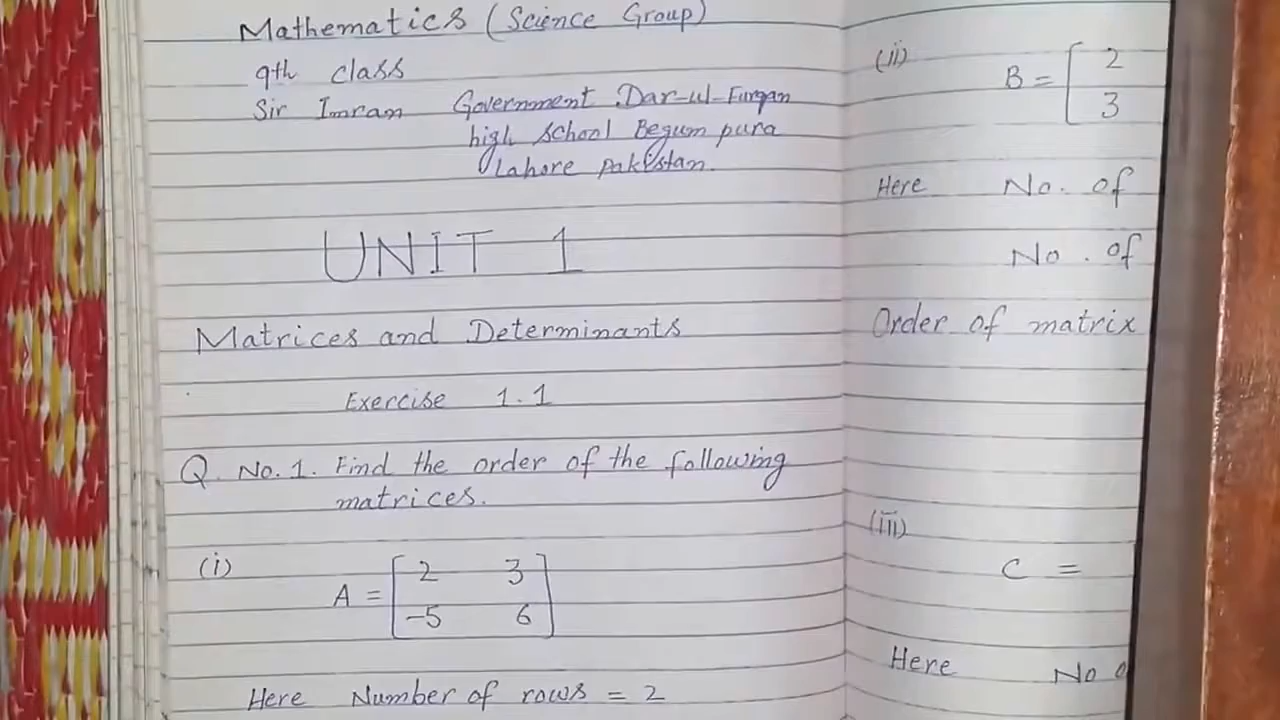 Mathematics (Science Group)
9th class
Sir Imran Government Dar-ul-Furqan
high School Begum pura
Lahore Pakistan.
UNIT 1
Matrices and Determinants
Exercise 1.1
Q. No.1. Find the order of the following
matrices.
(i)
A = [ 2 3
-5 6 ]
Here Number of rows = 2
(ii)
B = [ 2
3
Here No. of
No. of
Order of matrix
(iii)
C =
Here No o